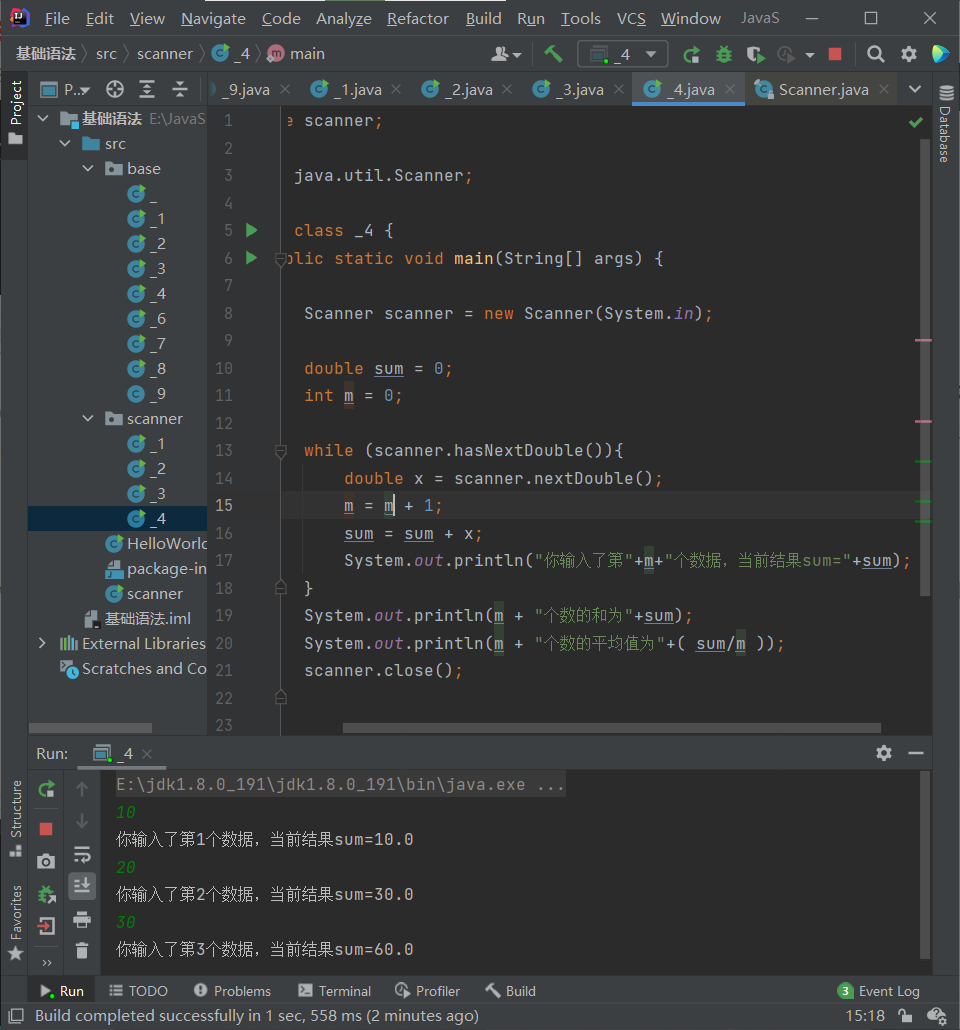 File Edit View Navigate Code Analyze Refactor Build Run Tools VCS Window JavaS
基础语法 src scanner _4 main _4
Project P... _9.java _1.java _2.java _3.java _4.java Scanner.java
Database
基础语法 E:\JavaS
src
base
_
_1
_2
_3
_4
_6
_7
_8
_9
scanner
_1
_2
_3
_4
HelloWorld
package-in
scanner
基础语法.iml
External Libraries
Scratches and Co
1 e scanner;
2
3 java.util.Scanner;
4
5 class _4 {
6 blic static void main(String[] args) {
7
8 Scanner scanner = new Scanner(System.in);
9
10 double sum = 0;
11 int m = 0;
12
13 while (scanner.hasNextDouble()){
14 double x = scanner.nextDouble();
15 m = m + 1;
16 sum = sum + x;
17 System.out.println("你输入了第"+m+"个数据，当前结果sum="+sum);
18 }
19 System.out.println(m + "个数的和为"+sum);
20 System.out.println(m + "个数的平均值为"+( sum/m ));
21 scanner.close();
22
23
Run: _4
Structure
Favorites
E:\jdk1.8.0_191\jdk1.8.0_191\bin\java.exe ...
10
你输入了第1个数据，当前结果sum=10.0
20
你输入了第2个数据，当前结果sum=30.0
30
你输入了第3个数据，当前结果sum=60.0
Run TODO Problems Terminal Profiler Build 3 Event Log
Build completed successfully in 1 sec, 558 ms (2 minutes ago) 15:18